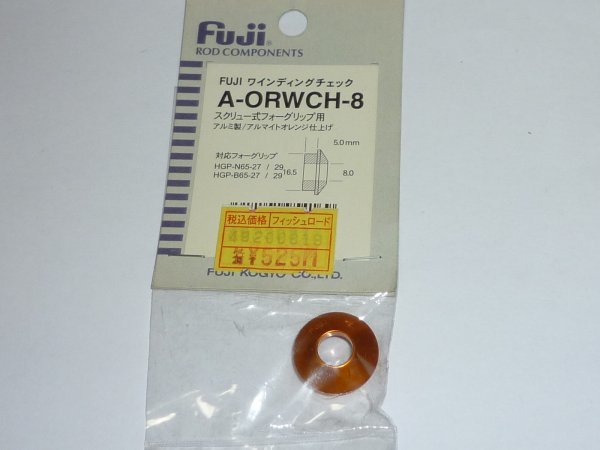 Fuji®
ROD COMPONENTS
FUJI ワインディングチェック
A-ORWCH-8
スクリュー式フォーグリップ用
アルミ製/アルマイトオレンジ仕上げ
5.0mm
対応フォーグリップ
HGP-N65-27 / 29
HGP-B65-27 / 29
16.5
8.0
税込価格 フィッシュロード
¥525
FUJI KOGYO CO.,LTD.